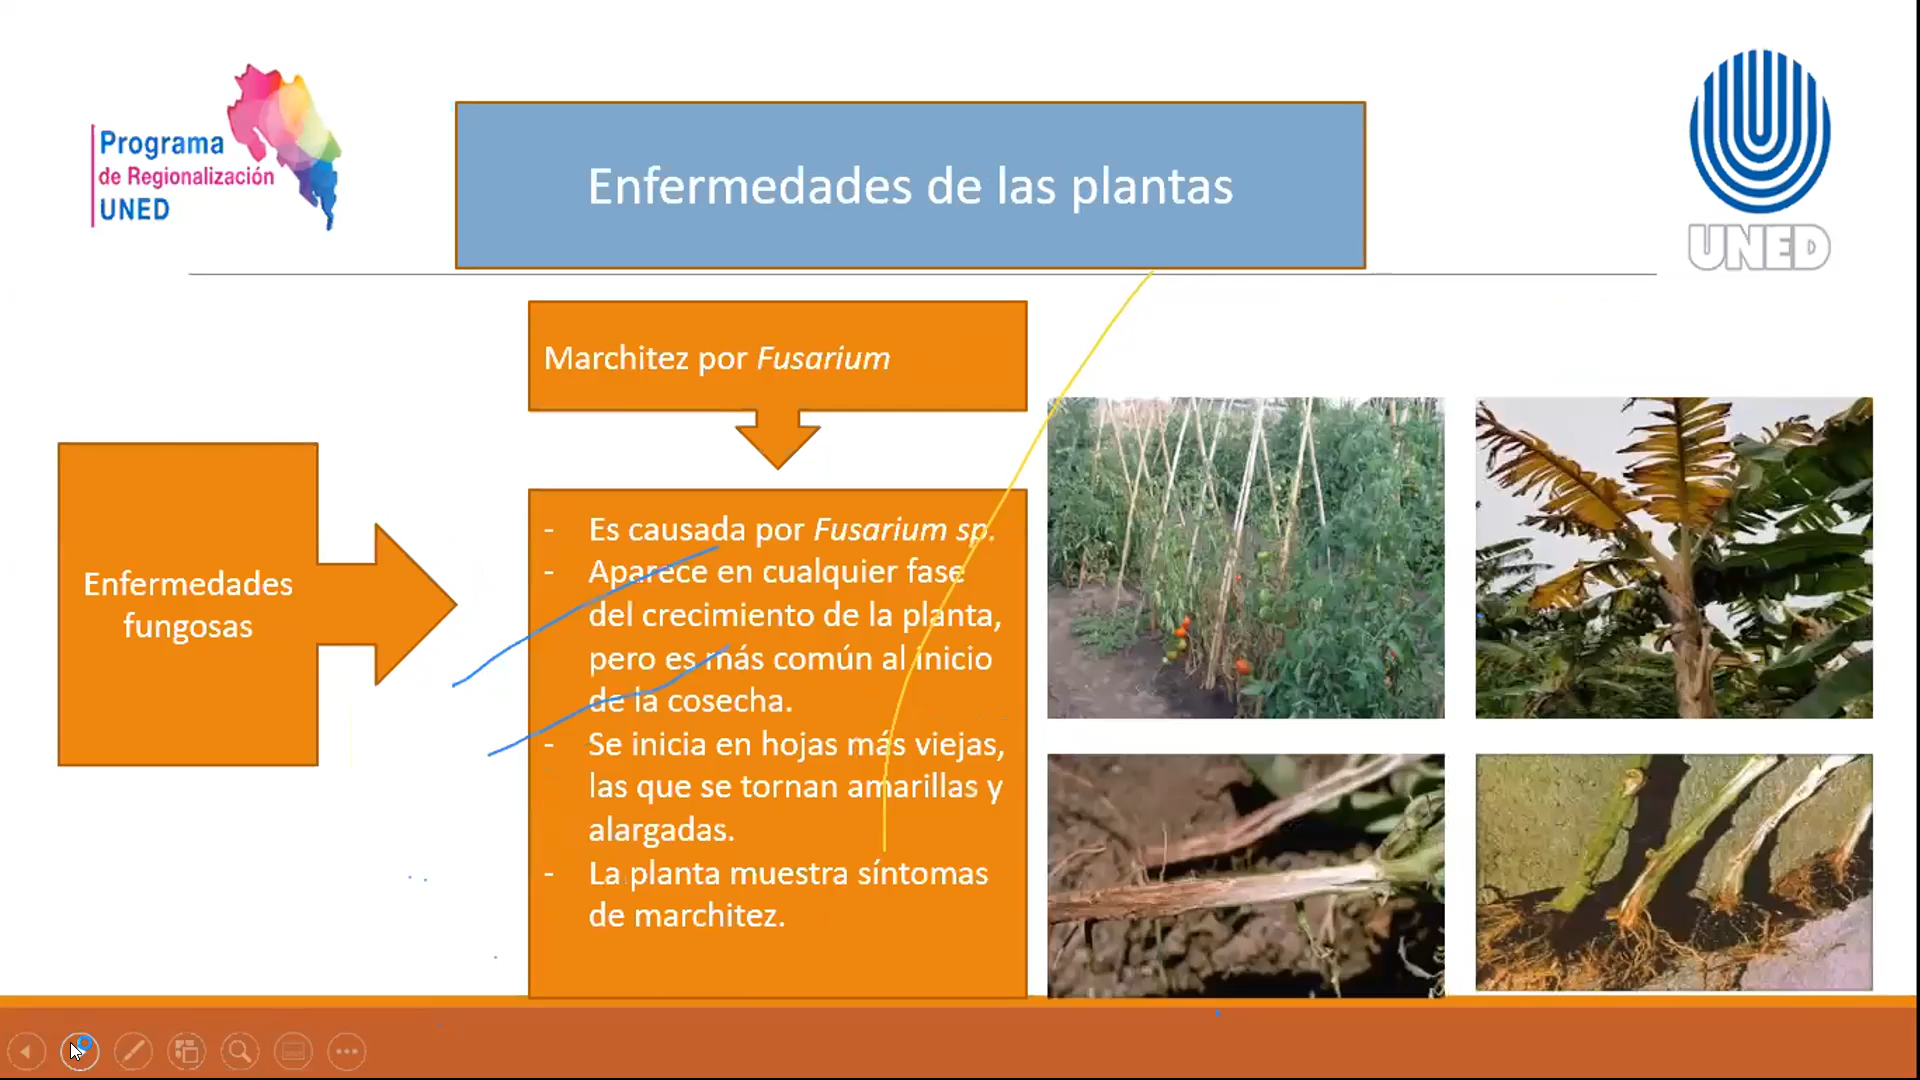 Programa
de Regionalización
UNED
Enfermedades de las plantas
UNED
Marchitez por Fusarium
Enfermedades
fungosas
- Es causada por Fusarium sp.
- Aparece en cualquier fase
del crecimiento de la planta,
pero es más común al inicio
de la cosecha.
- Se inicia en hojas más viejas,
las que se tornan amarillas y
alargadas.
- La planta muestra síntomas
de marchitez.